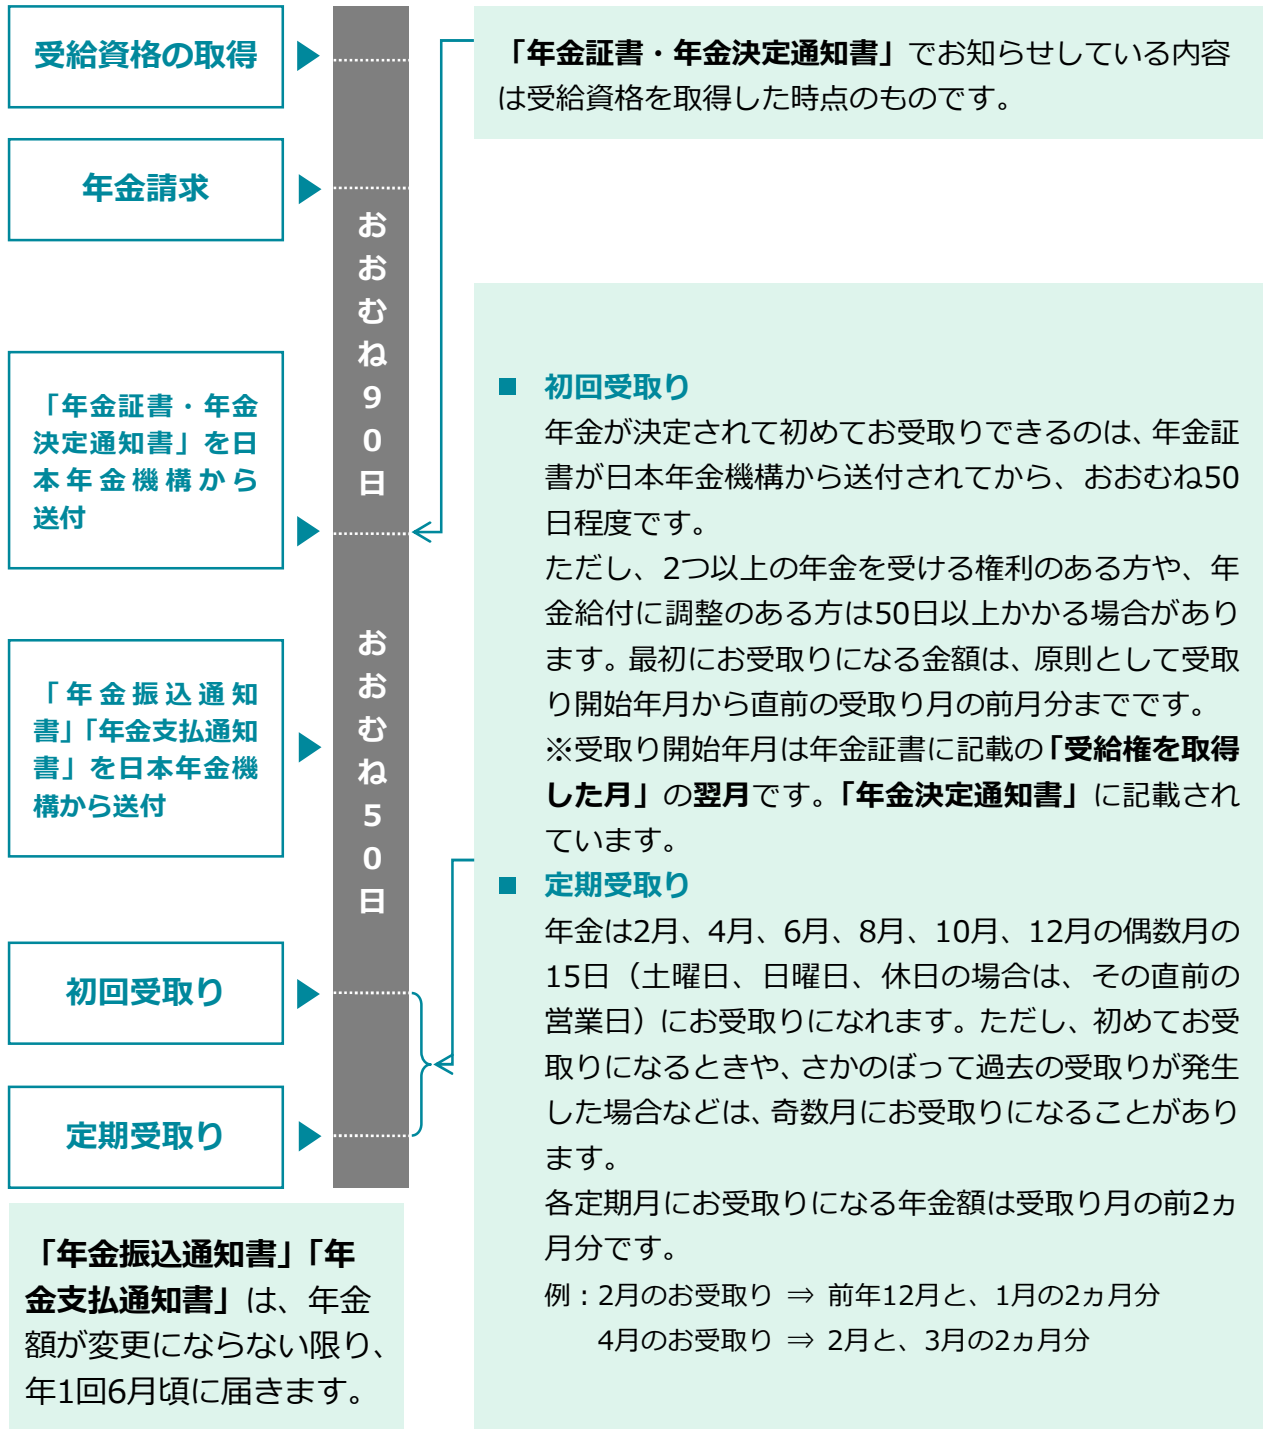 受給資格の取得
年金請求
「年金証書・年金
決定通知書」を日
本年金機構から
送付
「年金振込通知
書」「年金支払通知
書」を日本年金機
構から送付
初回受取り
定期受取り
おおむね90日
おおむね50日
「年金証書・年金決定通知書」でお知らせしている内容
は受給資格を取得した時点のものです。
■ 初回受取り
年金が決定されて初めてお受取りできるのは、年金証
書が日本年金機構から送付されてから、おおむね50
日程度です。
ただし、2つ以上の年金を受ける権利のある方や、年
金給付に調整のある方は50日以上かかる場合があり
ます。最初にお受取りになる金額は、原則として受取
り開始年月から直前の受取り月の前月分までです。
※受取り開始年月は年金証書に記載の「受給権を取得
した月」の翌月です。「年金決定通知書」に記載され
ています。
■ 定期受取り
年金は2月、4月、6月、8月、10月、12月の偶数月の
15日（土曜日、日曜日、休日の場合は、その直前の
営業日）にお受取りになれます。ただし、初めてお受
取りになるときや、さかのぼって過去の受取りが発生
した場合などは、奇数月にお受取りになることがあり
ます。
各定期月にお受取りになる年金額は受取り月の前2ヵ
月分です。
例：2月のお受取り ⇒ 前年12月と、1月の2ヵ月分
4月のお受取り ⇒ 2月と、3月の2ヵ月分
「年金振込通知書」「年
金支払通知書」は、年金
額が変更にならない限り、
年1回6月頃に届きます。